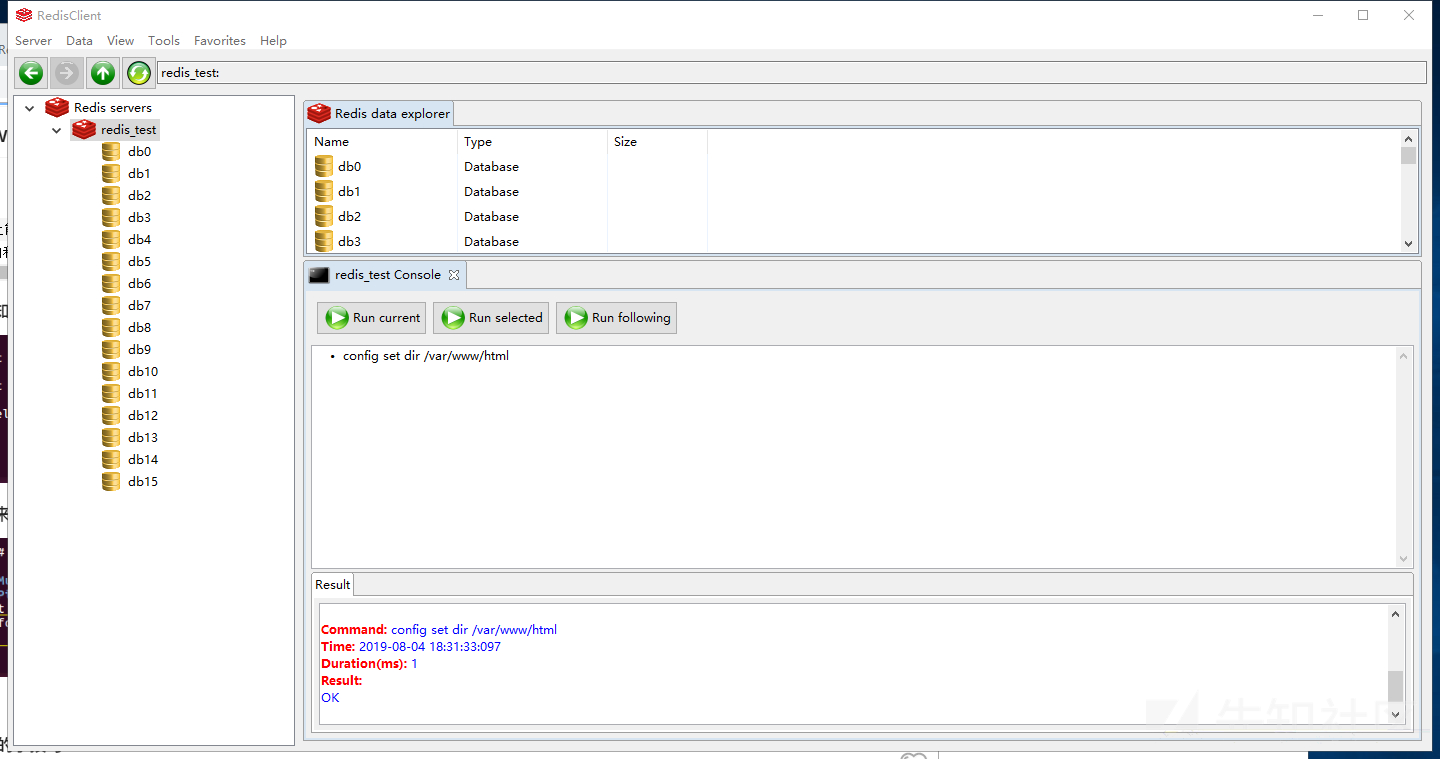 RedisClient
Server Data View Tools Favorites Help
redis_test:
Redis servers
redis_test
db0
db1
db2
db3
db4
db5
db6
db7
db8
db9
db10
db11
db12
db13
db14
db15
Redis data explorer
Name Type Size
db0 Database
db1 Database
db2 Database
db3 Database
redis_test Console
Run current Run selected Run following
• config set dir /var/www/html
Result
Command: config set dir /var/www/html
Time: 2019-08-04 18:31:33:097
Duration(ms): 1
Result:
OK